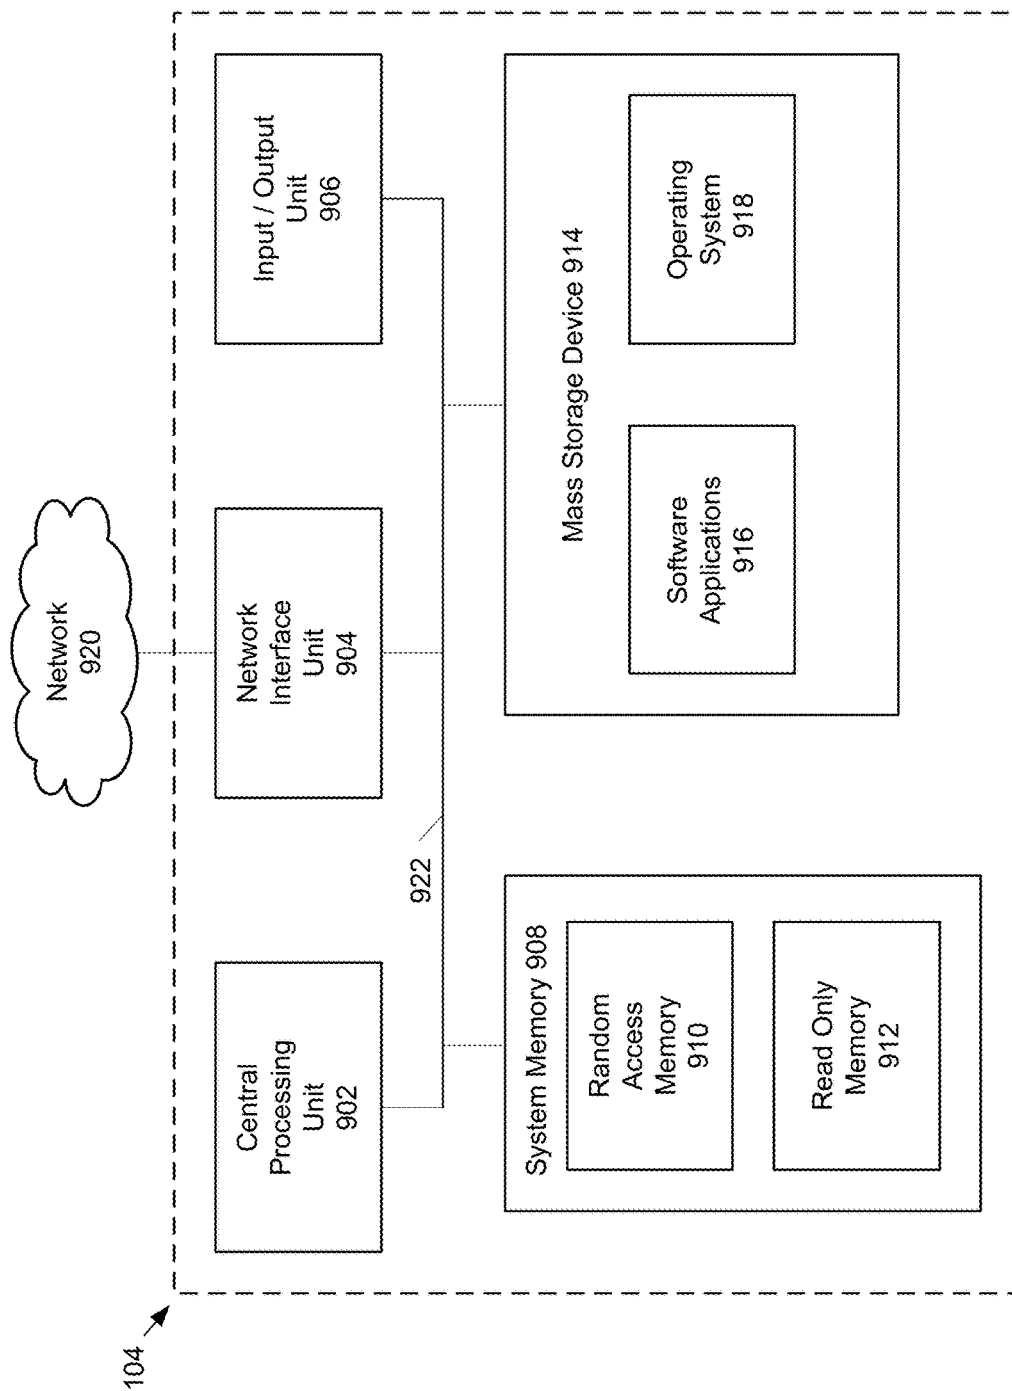 104
Network
920
Central
Processing
Unit
902
Network
Interface
Unit
904
Input / Output
Unit
906
922
System Memory 908
Random
Access
Memory
910
Read Only
Memory
912
Mass Storage Device 914
Software
Applications
916
Operating
System
918